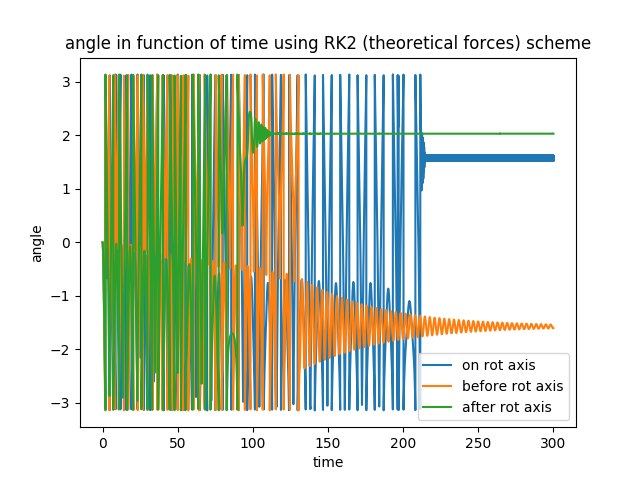 angle in function of time using RK2 (theoretical forces) scheme
3
2
1
0
−1
−2
−3
angle
0
50
100
150
200
250
300
time
on rot axis
before rot axis
after rot axis